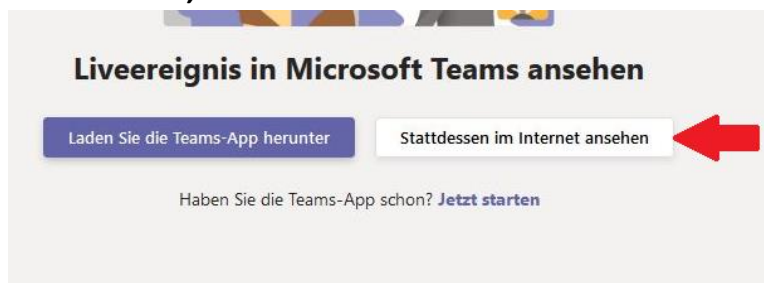 Liveereignis in Microsoft Teams ansehen
Laden Sie die Teams-App herunter
Stattdessen im Internet ansehen
Haben Sie die Teams-App schon? Jetzt starten